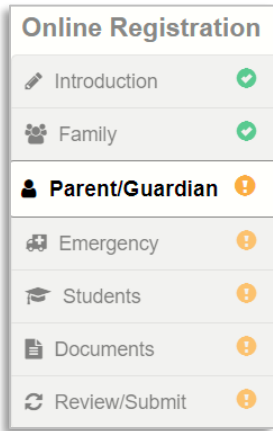 Online Registration
Introduction
Family
Parent/Guardian
Emergency
Students
Documents
Review/Submit